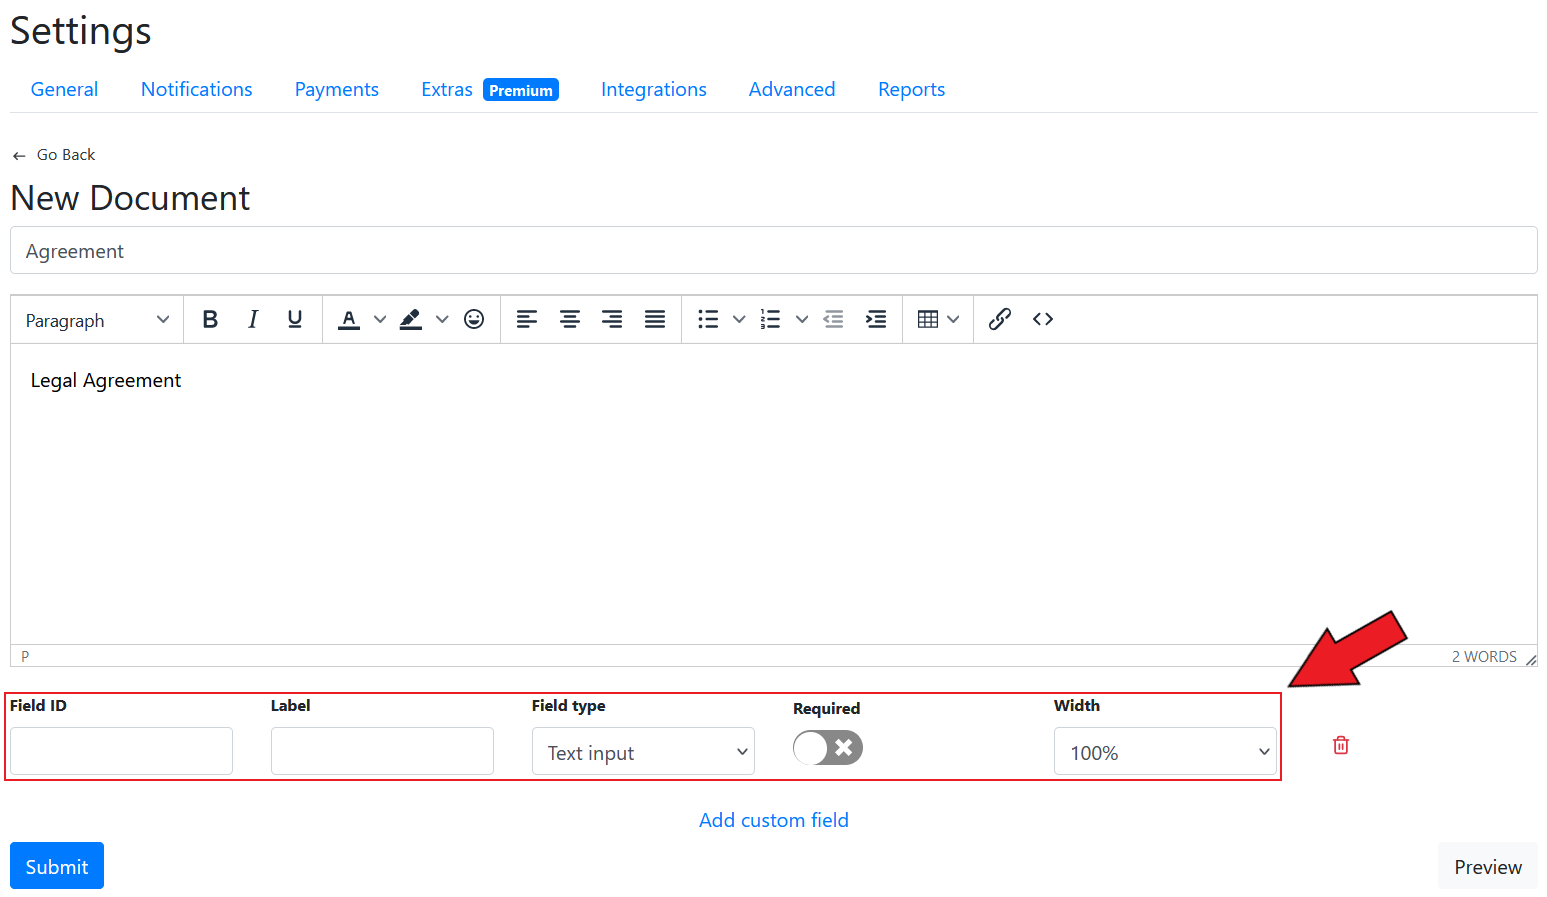 Settings
General Notifications Payments Extras Premium Integrations Advanced Reports
← Go Back
New Document
Agreement
Paragraph B I U A
Legal Agreement
P 2 WORDS
Field ID Label Field type Required Width
Text input 100%
Add custom field
Submit Preview